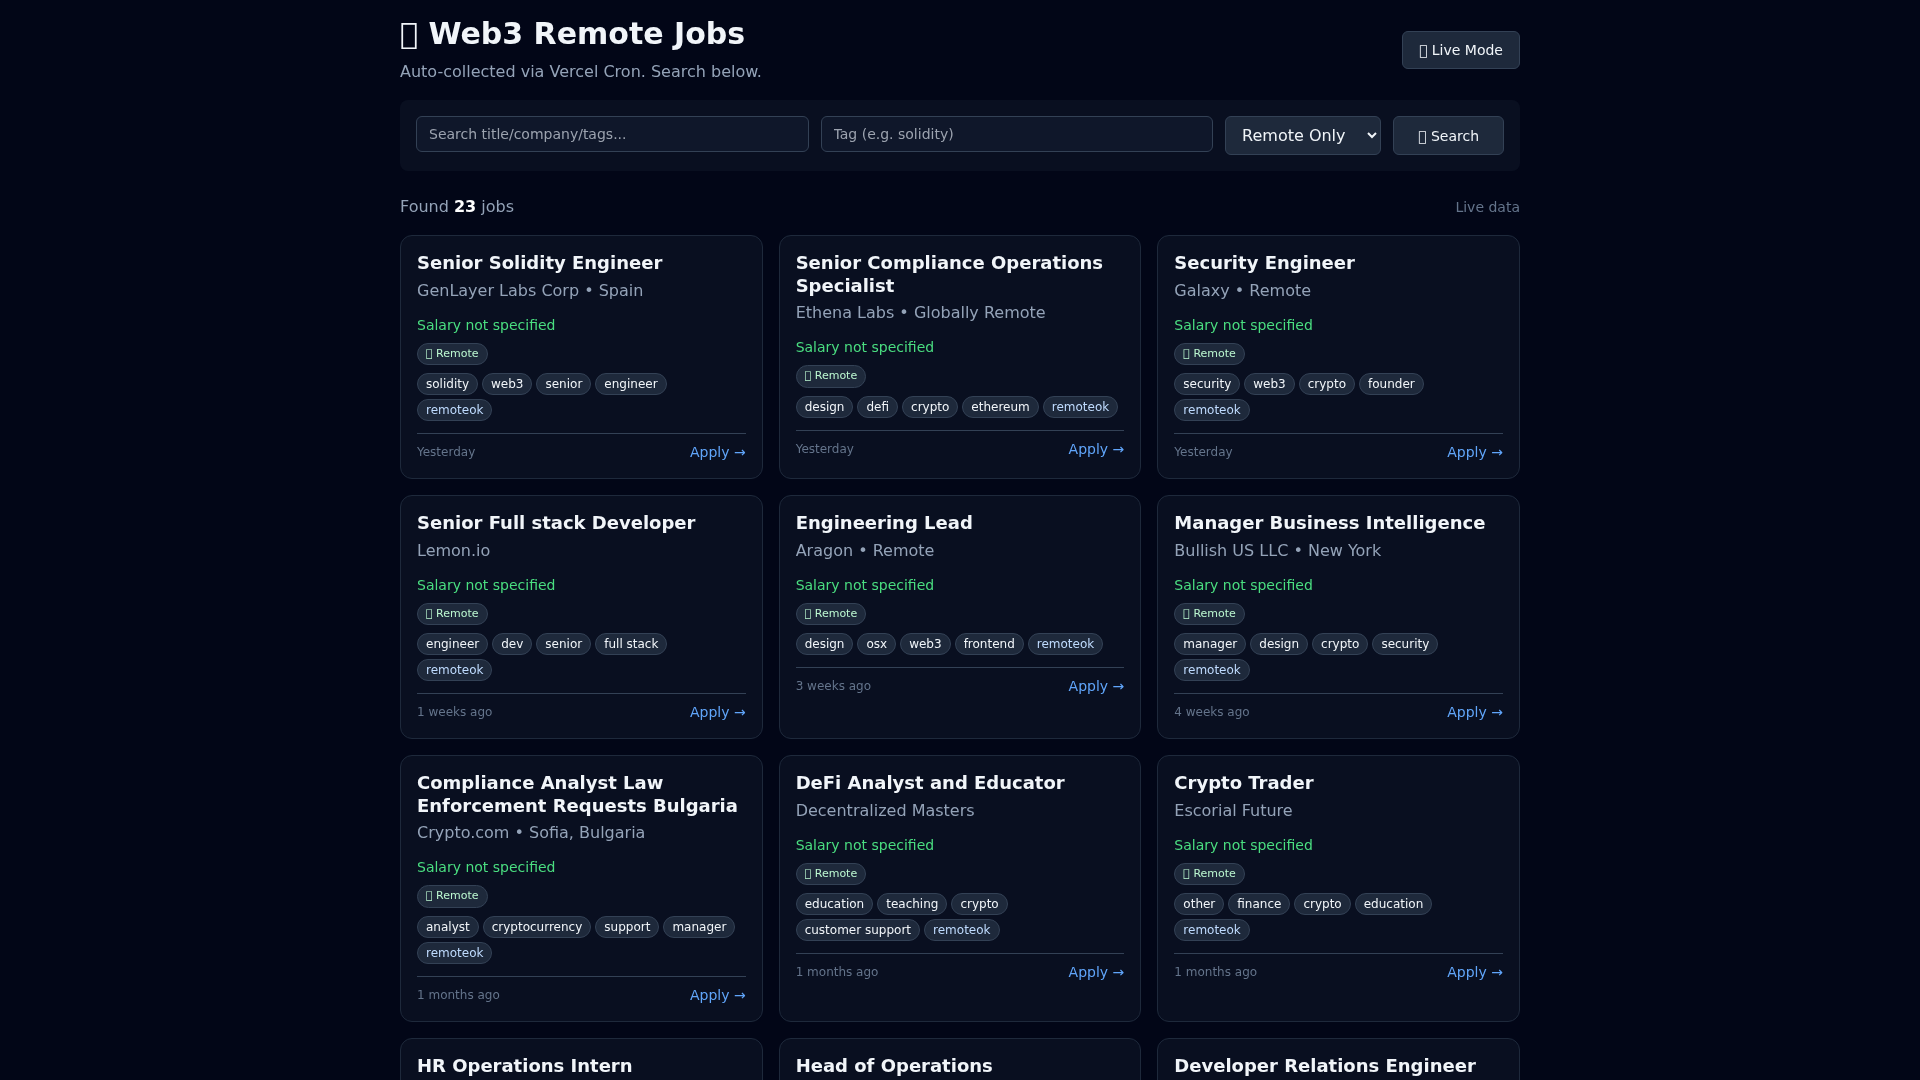 Web3 Remote Jobs
Auto-collected via Vercel Cron. Search below.
Live Mode
Search title/company/tags...
Tag (e.g. solidity)
Remote Only
Search
Found 23 jobs
Live data
Senior Solidity Engineer
GenLayer Labs Corp • Spain
Salary not specified
Remote
solidity web3 senior engineer
remoteok
Yesterday
Apply →
Senior Compliance Operations
Specialist
Ethena Labs • Globally Remote
Salary not specified
Remote
design defi crypto ethereum remoteok
Yesterday
Apply →
Security Engineer
Galaxy • Remote
Salary not specified
Remote
security web3 crypto founder
remoteok
Yesterday
Apply →
Senior Full stack Developer
Lemon.io
Salary not specified
Remote
engineer dev senior full stack
remoteok
1 weeks ago
Apply →
Engineering Lead
Aragon • Remote
Salary not specified
Remote
design osx web3 frontend remoteok
3 weeks ago
Apply →
Manager Business Intelligence
Bullish US LLC • New York
Salary not specified
Remote
manager design crypto security
remoteok
4 weeks ago
Apply →
Compliance Analyst Law
Enforcement Requests Bulgaria
Crypto.com • Sofia, Bulgaria
Salary not specified
Remote
analyst cryptocurrency support manager
remoteok
1 months ago
Apply →
DeFi Analyst and Educator
Decentralized Masters
Salary not specified
Remote
education teaching crypto
customer support remoteok
1 months ago
Apply →
Crypto Trader
Escorial Future
Salary not specified
Remote
other finance crypto education
remoteok
1 months ago
Apply →
HR Operations Intern
Head of Operations
Developer Relations Engineer